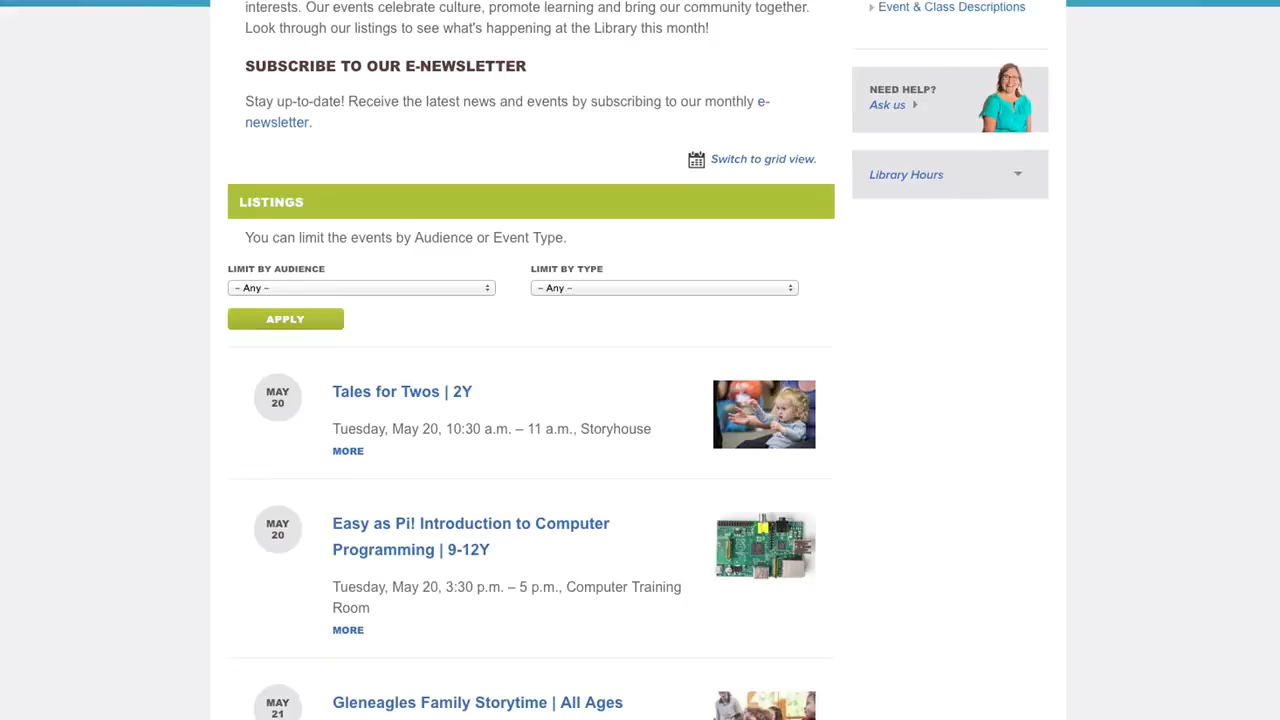 interests. Our events celebrate culture, promote learning and bring our community together.
Look through our listings to see what's happening at the Library this month!
SUBSCRIBE TO OUR E-NEWSLETTER
Stay up-to-date! Receive the latest news and events by subscribing to our monthly e-
newsletter.
Switch to grid view.
LISTINGS
You can limit the events by Audience or Event Type.
LIMIT BY AUDIENCE
– Any –
LIMIT BY TYPE
– Any –
APPLY
MAY
20
Tales for Twos | 2Y
Tuesday, May 20, 10:30 a.m. – 11 a.m., Storyhouse
MORE
MAY
20
Easy as Pi! Introduction to Computer
Programming | 9-12Y
Tuesday, May 20, 3:30 p.m. – 5 p.m., Computer Training
Room
MORE
MAY
21
Gleneagles Family Storytime | All Ages
Event & Class Descriptions
NEED HELP?
Ask us
Library Hours